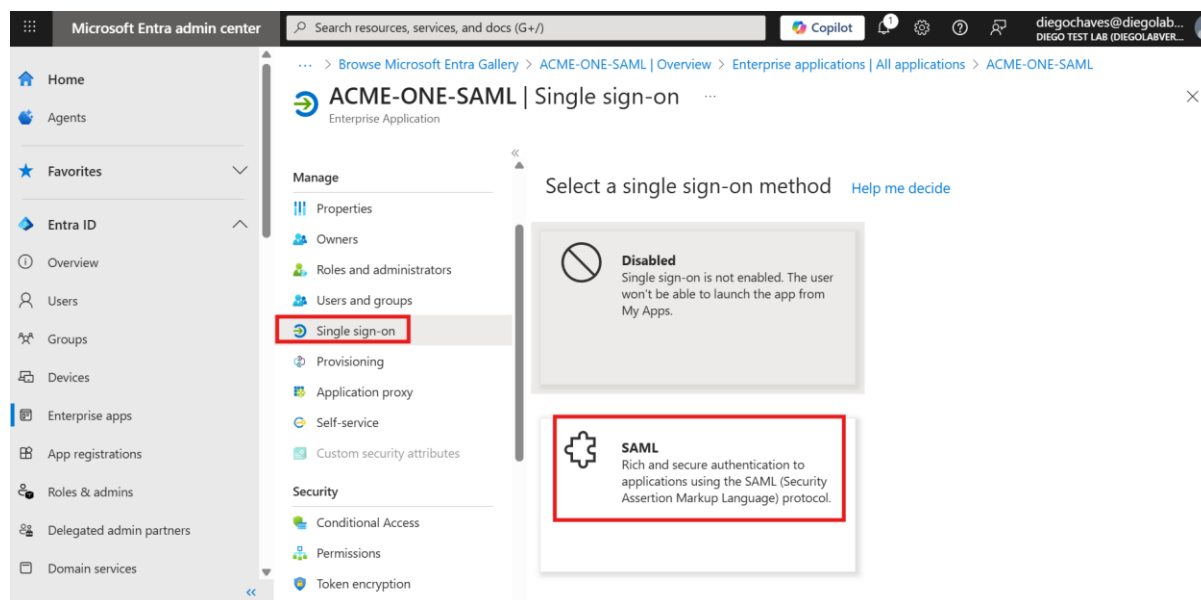 Microsoft Entra admin center
Search resources, services, and docs (G+/)
Copilot
1
diegochaves@diegolab...
DIEGO TEST LAB (DIEGOLABVER...
Home
Agents
Favorites
Entra ID
Overview
Users
Groups
Devices
Enterprise apps
App registrations
Roles & admins
Delegated admin partners
Domain services
«
... > Browse Microsoft Entra Gallery > ACME-ONE-SAML | Overview > Enterprise applications | All applications > ACME-ONE-SAML
ACME-ONE-SAML | Single sign-on ...
Enterprise Application
«
Manage
Properties
Owners
Roles and administrators
Users and groups
Single sign-on
Provisioning
Application proxy
Self-service
Custom security attributes
Security
Conditional Access
Permissions
Token encryption
Select a single sign-on method Help me decide
Disabled
Single sign-on is not enabled. The user
won't be able to launch the app from
My Apps.
SAML
Rich and secure authentication to
applications using the SAML (Security
Assertion Markup Language) protocol.